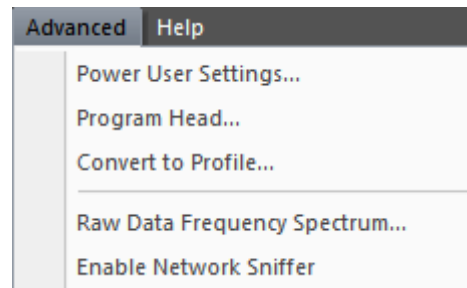 Advanced Help
Power User Settings...
Program Head...
Convert to Profile...
Raw Data Frequency Spectrum...
Enable Network Sniffer